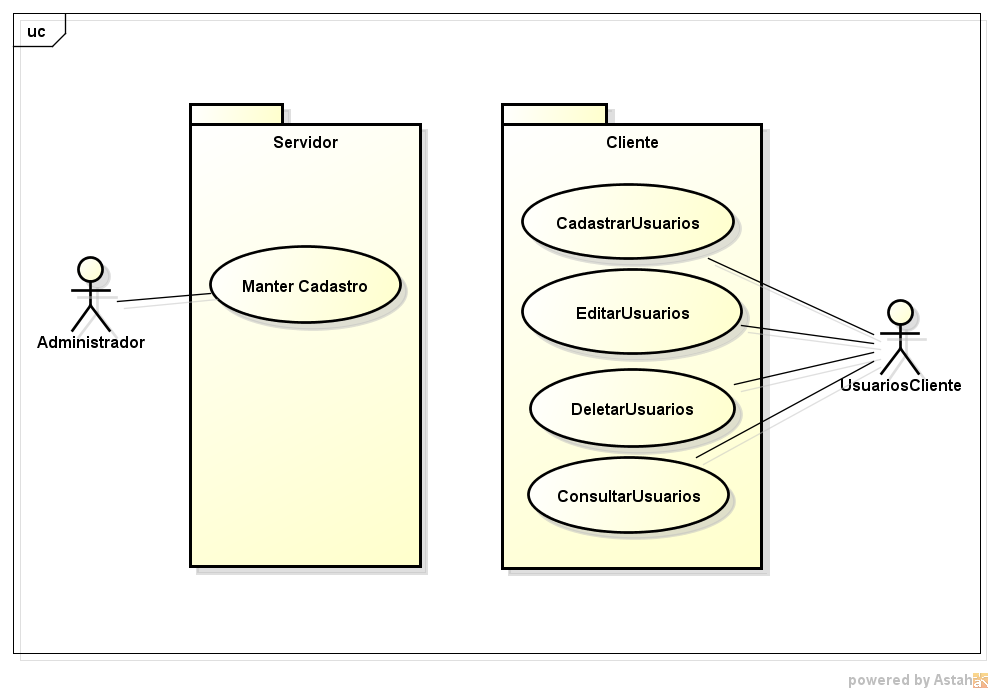 uc
Servidor
Cliente
CadastrarUsuarios
Manter Cadastro
EditarUsuarios
Administrador
UsuariosCliente
DeletarUsuarios
ConsultarUsuarios
powered by Astah